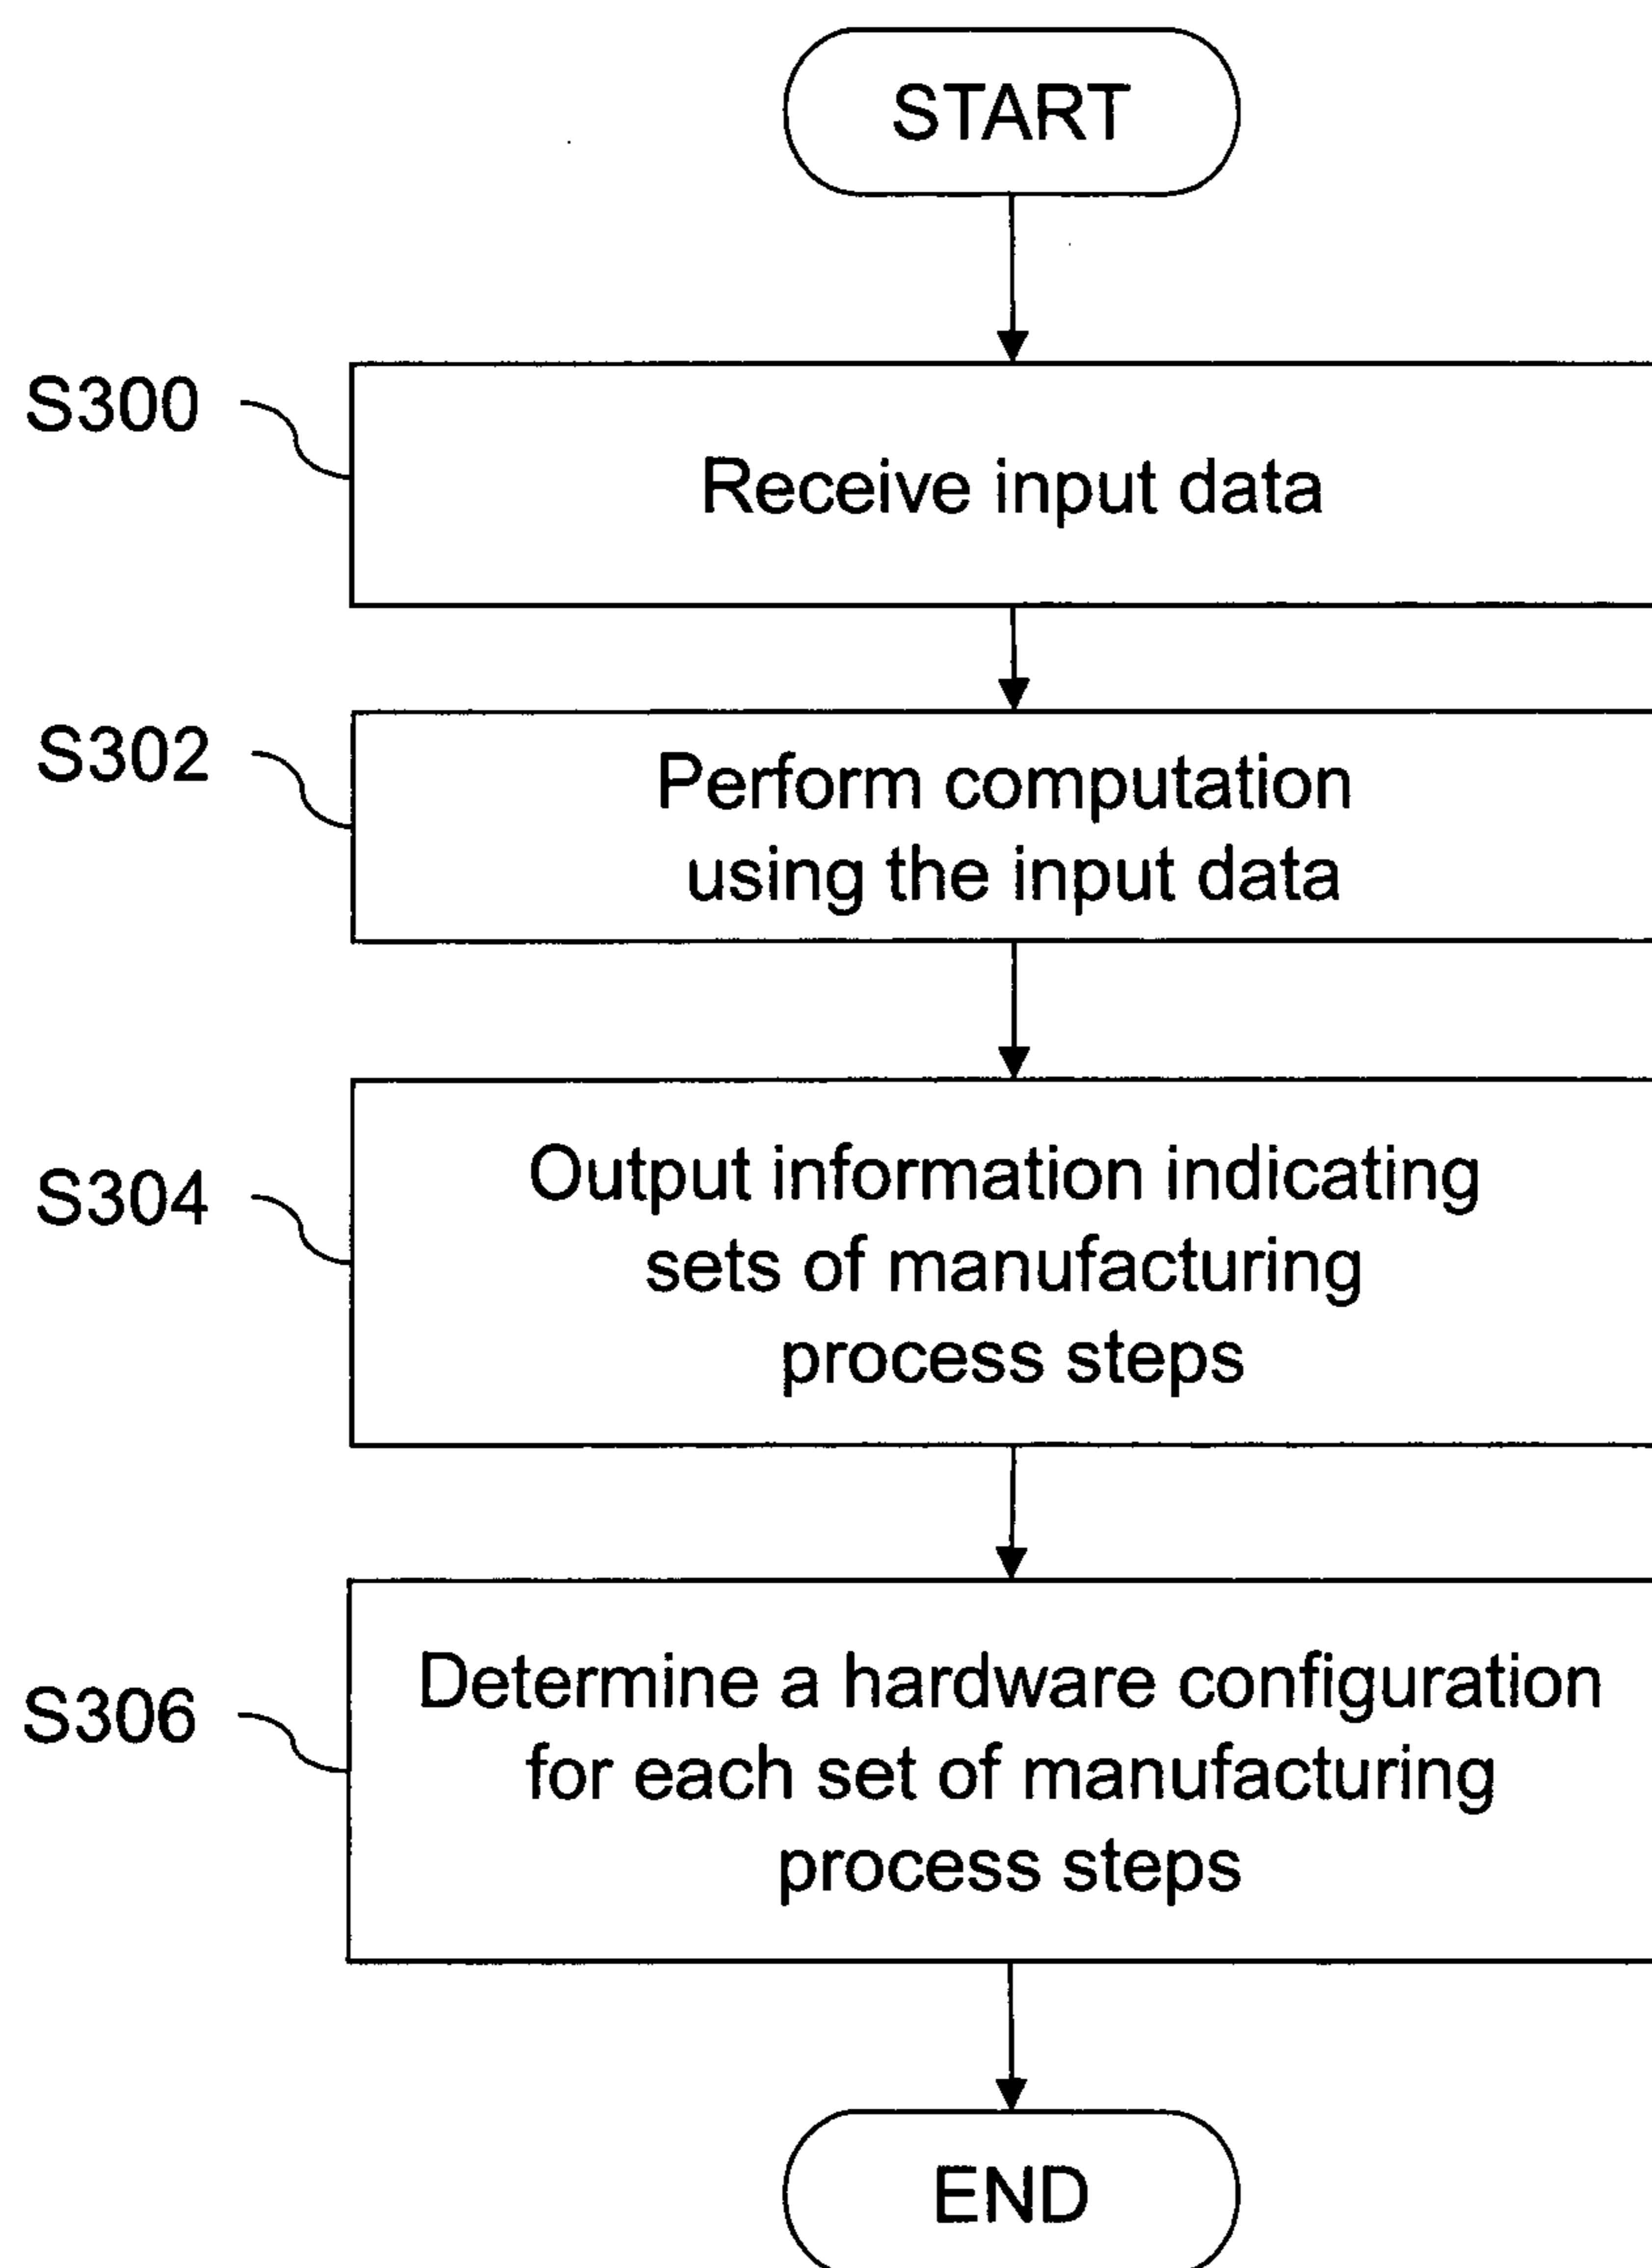 START
S300
Receive input data
S302
Perform computation
using the input data
S304
Output information indicating
sets of manufacturing
process steps
S306
Determine a hardware configuration
for each set of manufacturing
process steps
END